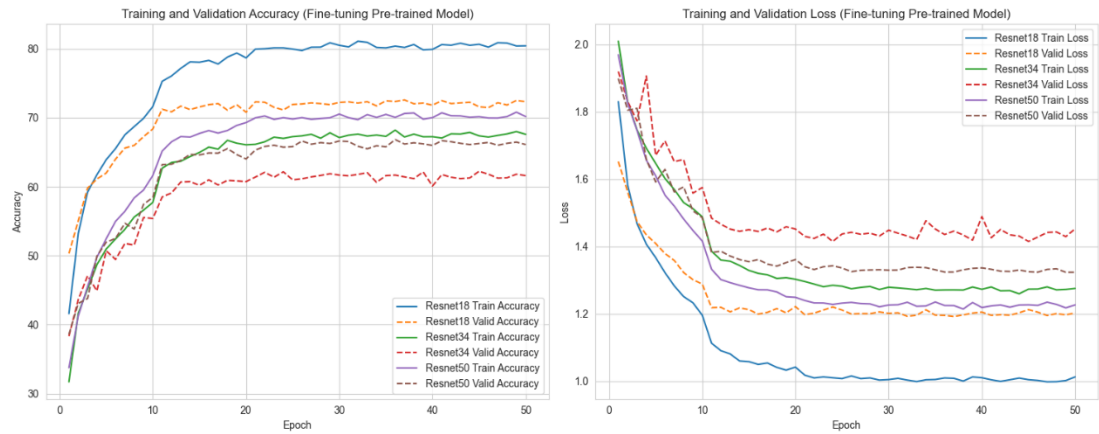 Training and Validation Accuracy (Fine-tuning Pre-trained Model)
80
70
60
50
40
30
Accuracy
0
10
20
30
40
50
Epoch
Resnet18 Train Accuracy
Resnet18 Valid Accuracy
Resnet34 Train Accuracy
Resnet34 Valid Accuracy
Resnet50 Train Accuracy
Resnet50 Valid Accuracy
Training and Validation Loss (Fine-tuning Pre-trained Model)
2.0
1.8
1.6
1.4
1.2
1.0
Loss
0
10
20
30
40
50
Epoch
Resnet18 Train Loss
Resnet18 Valid Loss
Resnet34 Train Loss
Resnet34 Valid Loss
Resnet50 Train Loss
Resnet50 Valid Loss